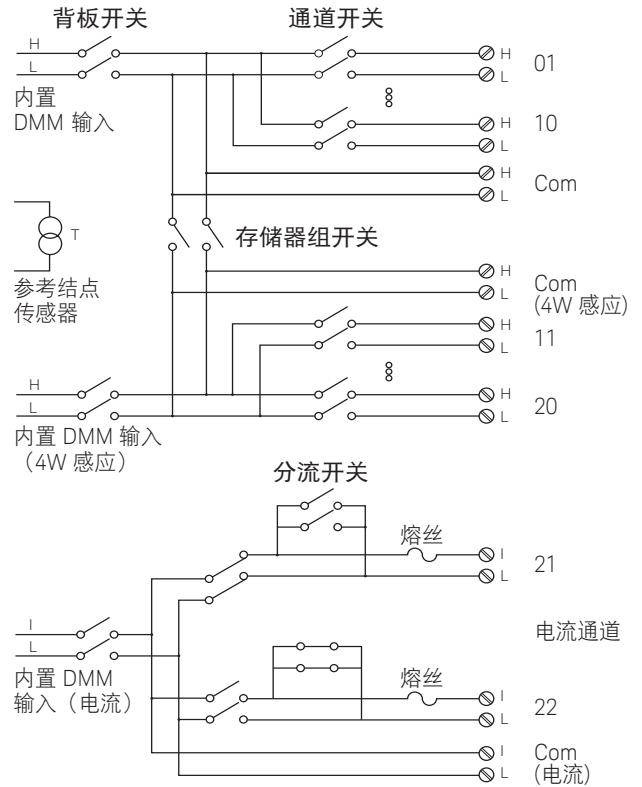 背板开关
通道开关
H
L
内置
DMM 输入
H
L
01
H
L
10
H
L
Com
存储器组开关
T
参考结点
传感器
H
L
Com
(4W 感应)
H
L
11
H
L
内置 DMM 输入
（4W 感应）
H
L
20
分流开关
熔丝
I
L
21
I
L
内置 DMM
输入（电流）
电流通道
熔丝
I
L
22
I
L
Com
(电流)